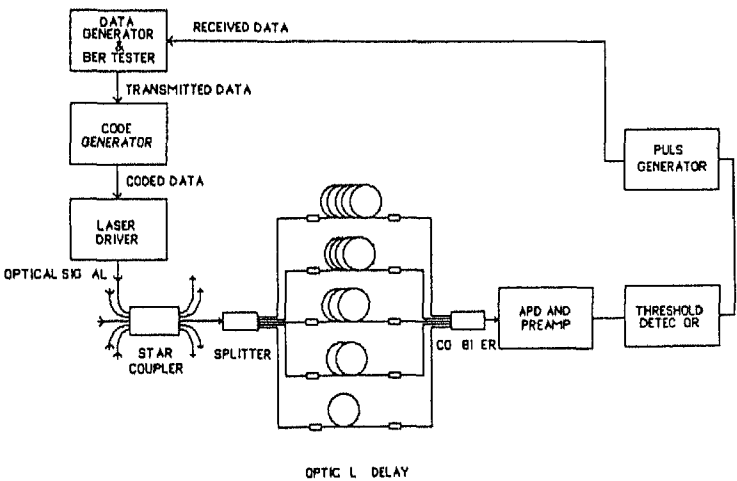 DATA
GENERATOR
&
BER TESTER
RECEIVED DATA
TRANSMITTED DATA
CODE
GENERATOR
CODED DATA
LASER
DRIVER
OPTICAL SIG AL
STAR
COUPLER
SPLITTER
CO BI ER
APD AND
PREAMP
THRESHOLD
DETEC OR
PULS
GENERATOR
OPTIC L DELAY